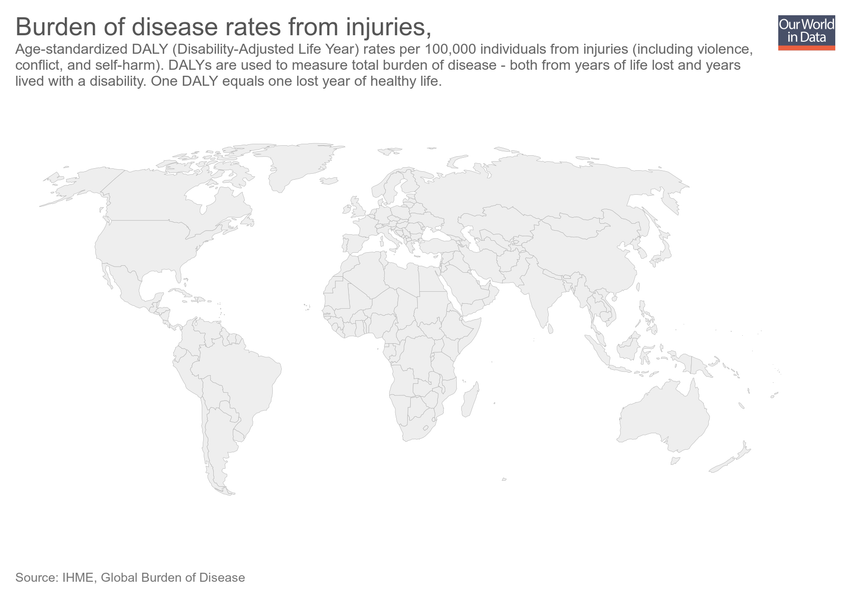 Burden of disease rates from injuries,
Our World
in Data
Age-standardized DALY (Disability-Adjusted Life Year) rates per 100,000 individuals from injuries (including violence,
conflict, and self-harm). DALYs are used to measure total burden of disease - both from years of life lost and years
lived with a disability. One DALY equals one lost year of healthy life.
Source: IHME, Global Burden of Disease